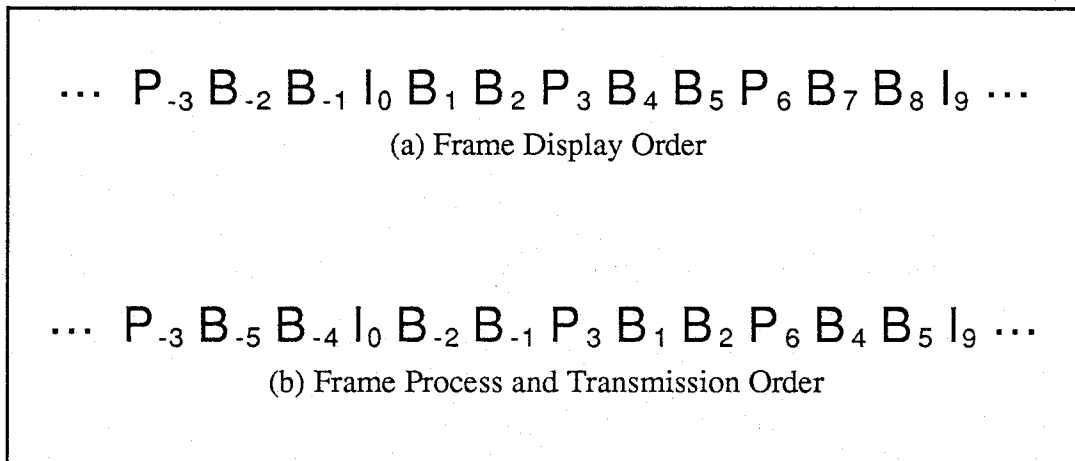 ... P₋₃ B₋₂ B₋₁ I₀ B₁ B₂ P₃ B₄ B₅ P₆ B₇ B₈ I₉ ...
(a) Frame Display Order
... P₋₃ B₋₅ B₋₄ I₀ B₋₂ B₋₁ P₃ B₁ B₂ P₆ B₄ B₅ I₉ ...
(b) Frame Process and Transmission Order